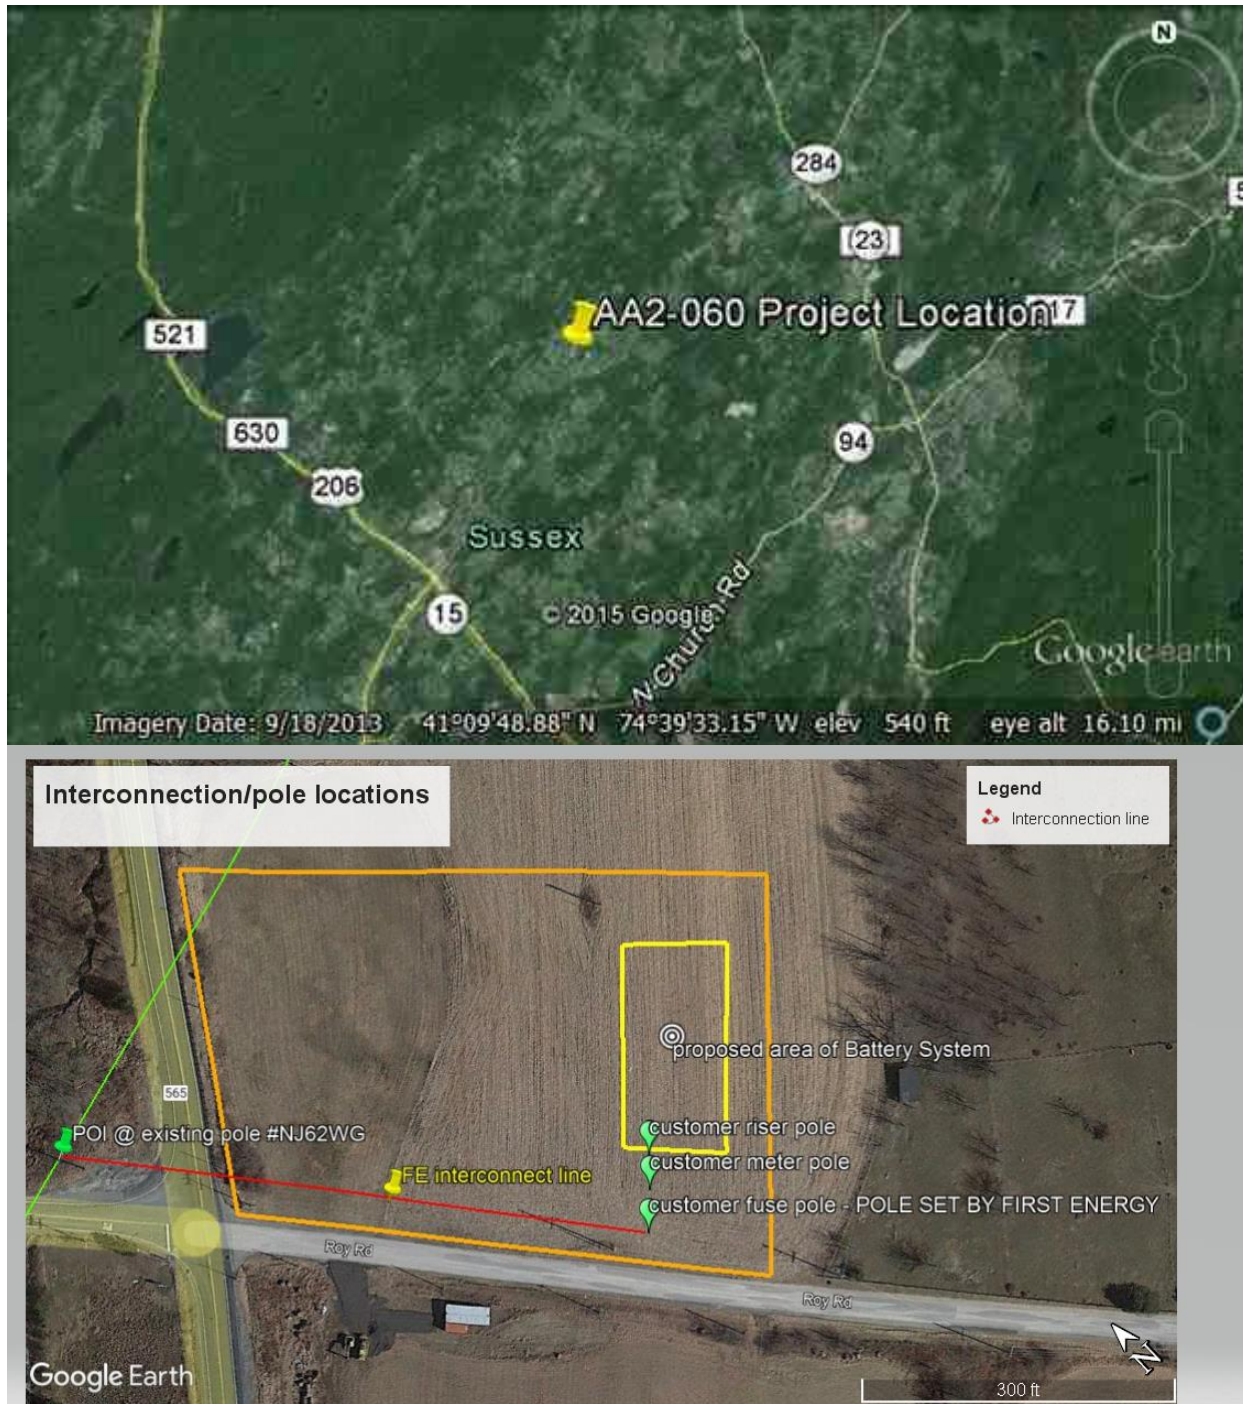 N
284
(23)
5
AA2-060 Project Location
17
521
630
94
206
Sussex
N Church Rd
15
© 2015 Google
Google earth
Imagery Date: 9/18/2013 41°09'48.88" N 74°39'33.15" W elev 540 ft eye alt 16.10 mi
Interconnection/pole locations
Legend
Interconnection line
proposed area of Battery System
565
POI @ existing pole #NJ62WG
customer riser pole
customer meter pole
FE interconnect line
customer fuse pole - POLE SET BY FIRST ENERGY
Roy Rd
Roy Rd
N
Google Earth
300 ft